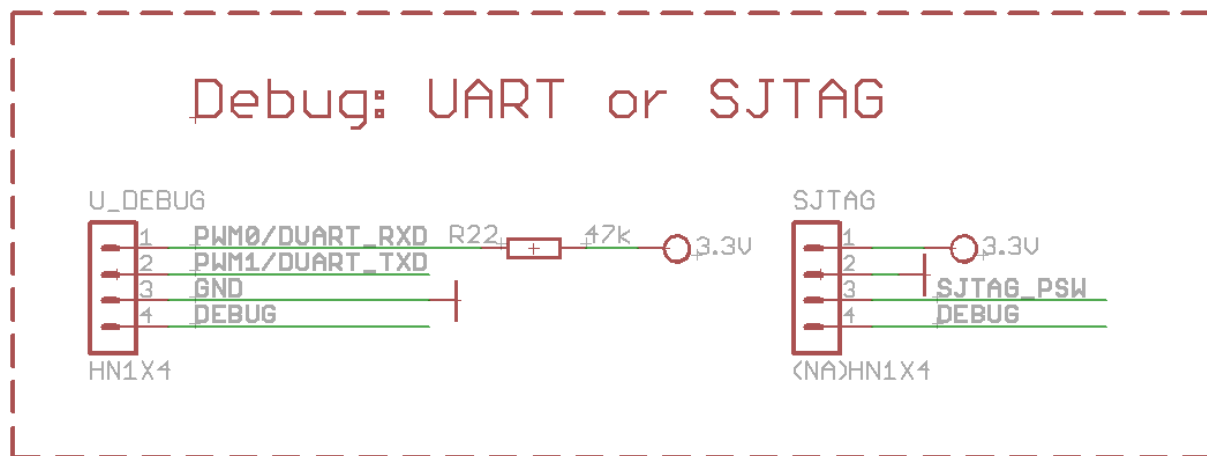 Debug: UART or SJTAG
U_DEBUG
1 PWM0/DUART_RXD R22 47k 3.3V
2 PWM1/DUART_TXD
3 GND
4 DEBUG
HN1X4
SJTAG
1 3.3V
2
3 SJTAG_PSW
4 DEBUG
(NA)HN1X4